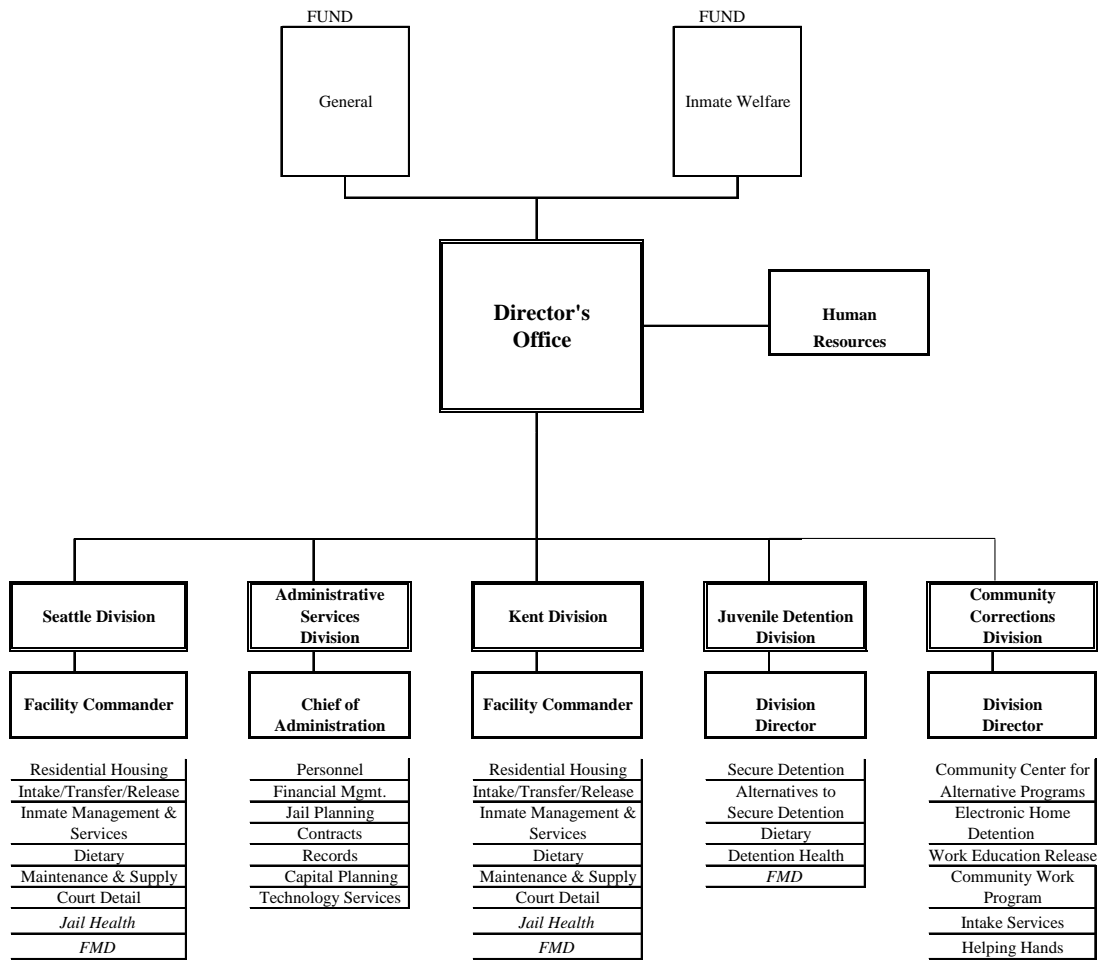 FUND
General
FUND
Inmate Welfare
Director's
Office
Human
Resources
Seattle Division
Facility Commander
Residential Housing
Intake/Transfer/Release
Inmate Management &
Services
Dietary
Maintenance & Supply
Court Detail
Jail Health
FMD
Administrative
Services
Division
Chief of
Administration
Personnel
Financial Mgmt.
Jail Planning
Contracts
Records
Capital Planning
Technology Services
Kent Division
Facility Commander
Residential Housing
Intake/Transfer/Release
Inmate Management &
Services
Dietary
Maintenance & Supply
Court Detail
Jail Health
FMD
Juvenile Detention
Division
Division
Director
Secure Detention
Alternatives to
Secure Detention
Dietary
Detention Health
FMD
Community
Corrections
Division
Division
Director
Community Center for
Alternative Programs
Electronic Home
Detention
Work Education Release
Community Work
Program
Intake Services
Helping Hands